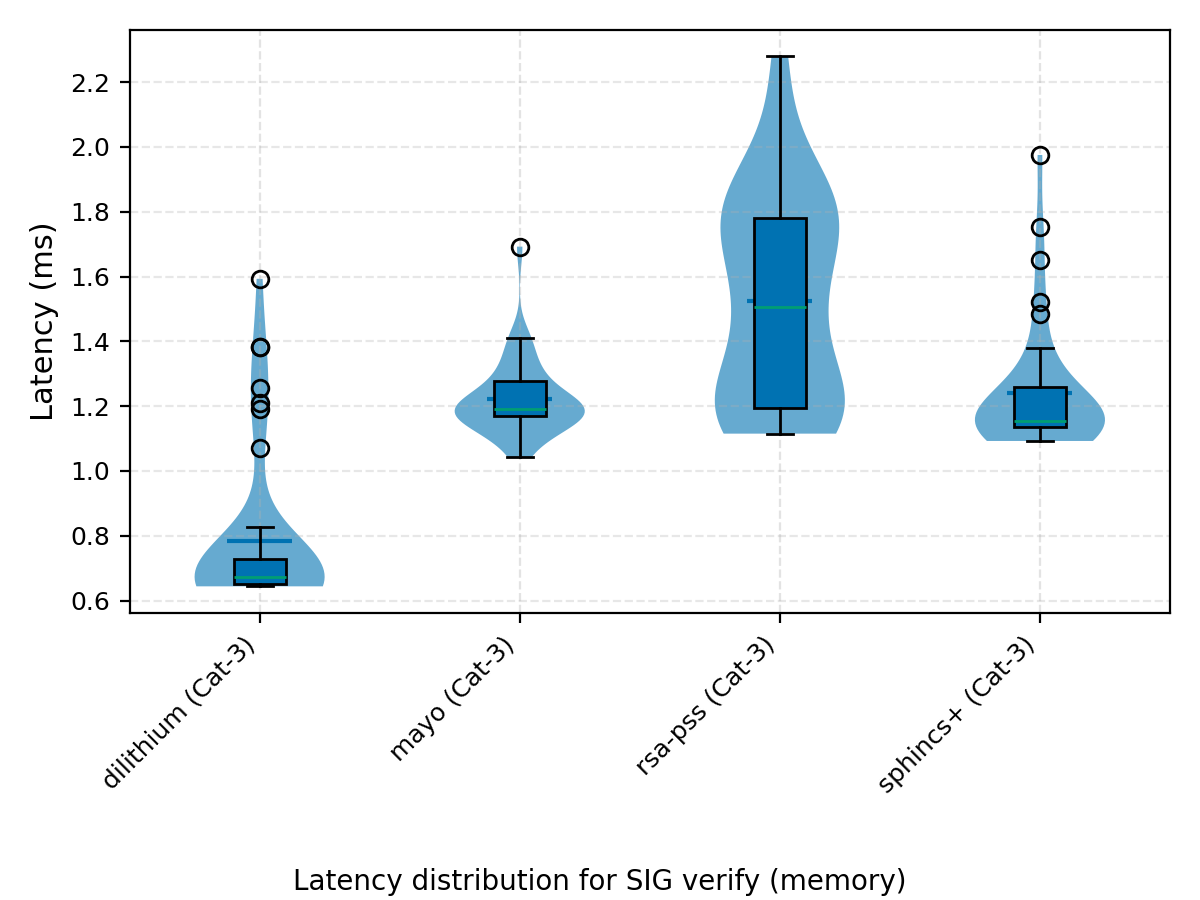 2.2
2.0
1.8
1.6
1.4
1.2
1.0
0.8
0.6
Latency (ms)
dilithium (Cat-3)
mayo (Cat-3)
rsa-pss (Cat-3)
sphincs+ (Cat-3)
Latency distribution for SIG verify (memory)